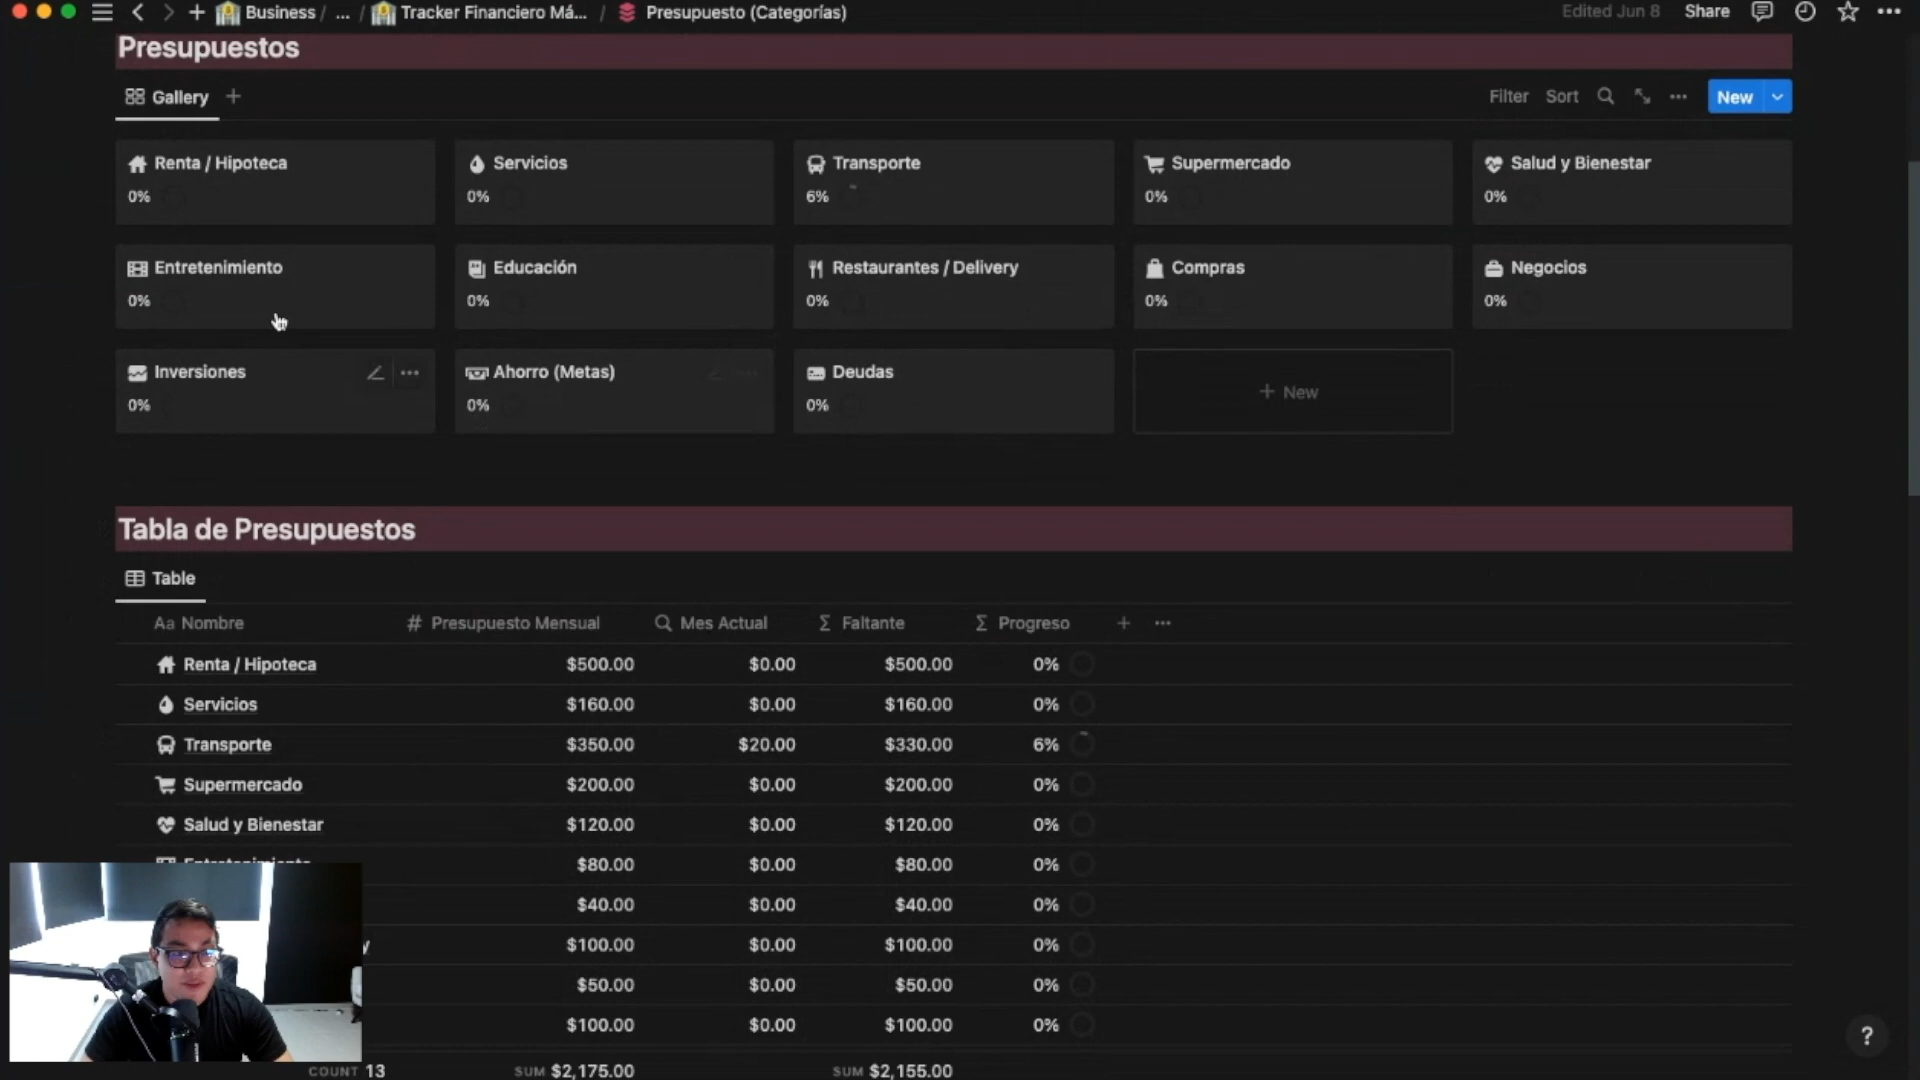 Business / ... / Tracker Financiero Má... / Presupuesto (Categorías) Edited Jun 8 Share
Presupuestos
Gallery Filter Sort New
Renta / Hipoteca Servicios Transporte Supermercado Salud y Bienestar
0% 0% 6% 0% 0%
Entretenimiento Educación Restaurantes / Delivery Compras Negocios
0% 0% 0% 0% 0%
Inversiones Ahorro (Metas) Deudas
+ New
0% 0% 0%
Tabla de Presupuestos
Table
Aa Nombre # Presupuesto Mensual Mes Actual Σ Faltante Σ Progreso + ...
Renta / Hipoteca $500.00 $0.00 $500.00 0%
Servicios $160.00 $0.00 $160.00 0%
Transporte $350.00 $20.00 $330.00 6%
Supermercado $200.00 $0.00 $200.00 0%
Salud y Bienestar $120.00 $0.00 $120.00 0%
Entretenimiento $80.00 $0.00 $80.00 0%
$40.00 $0.00 $40.00 0%
y $100.00 $0.00 $100.00 0%
$50.00 $0.00 $50.00 0%
$100.00 $0.00 $100.00 0%
COUNT 13 SUM $2,175.00 SUM $2,155.00
?